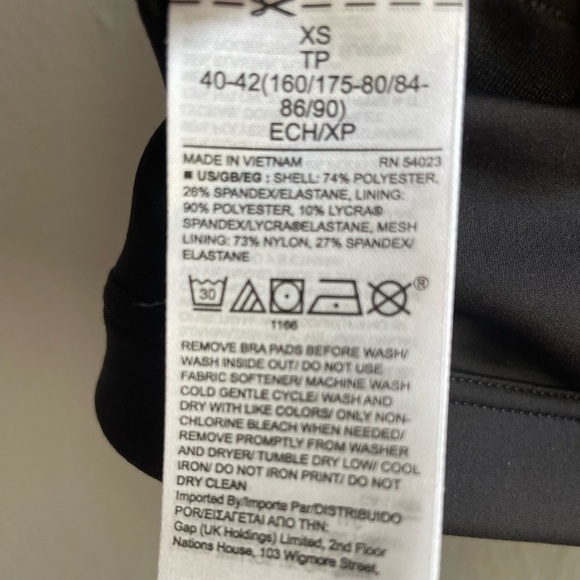 XS
TP
40-42(160/175-80/84-
86/90)
ECH/XP
MADE IN VIETNAM RN 54023
■ US/GB/EG : SHELL: 74% POLYESTER,
26% SPANDEX/ELASTANE, LINING:
90% POLYESTER, 10% LYCRA®
SPANDEX/LYCRA®ELASTANE, MESH
LINING: 73% NYLON, 27% SPANDEX/
ELASTANE
30 ®
1166
REMOVE BRA PADS BEFORE WASH/
WASH INSIDE OUT/ DO NOT USE
FABRIC SOFTENER/ MACHINE WASH
COLD GENTLE CYCLE/ WASH AND
DRY WITH LIKE COLORS/ ONLY NON-
CHLORINE BLEACH WHEN NEEDED/
REMOVE PROMPTLY FROM WASHER
AND DRYER/ TUMBLE DRY LOW/ COOL
IRON/ DO NOT IRON PRINT/ DO NOT
DRY CLEAN
Imported By/Importe Par/DISTRIBUIDO
POR/ΕΙΣΑΓΕΤΑΙ ΑΠΟ ΤΗΝ:
Gap (UK Holdings) Limited, 2nd Floor
Nations House, 103 Wigmore Street,